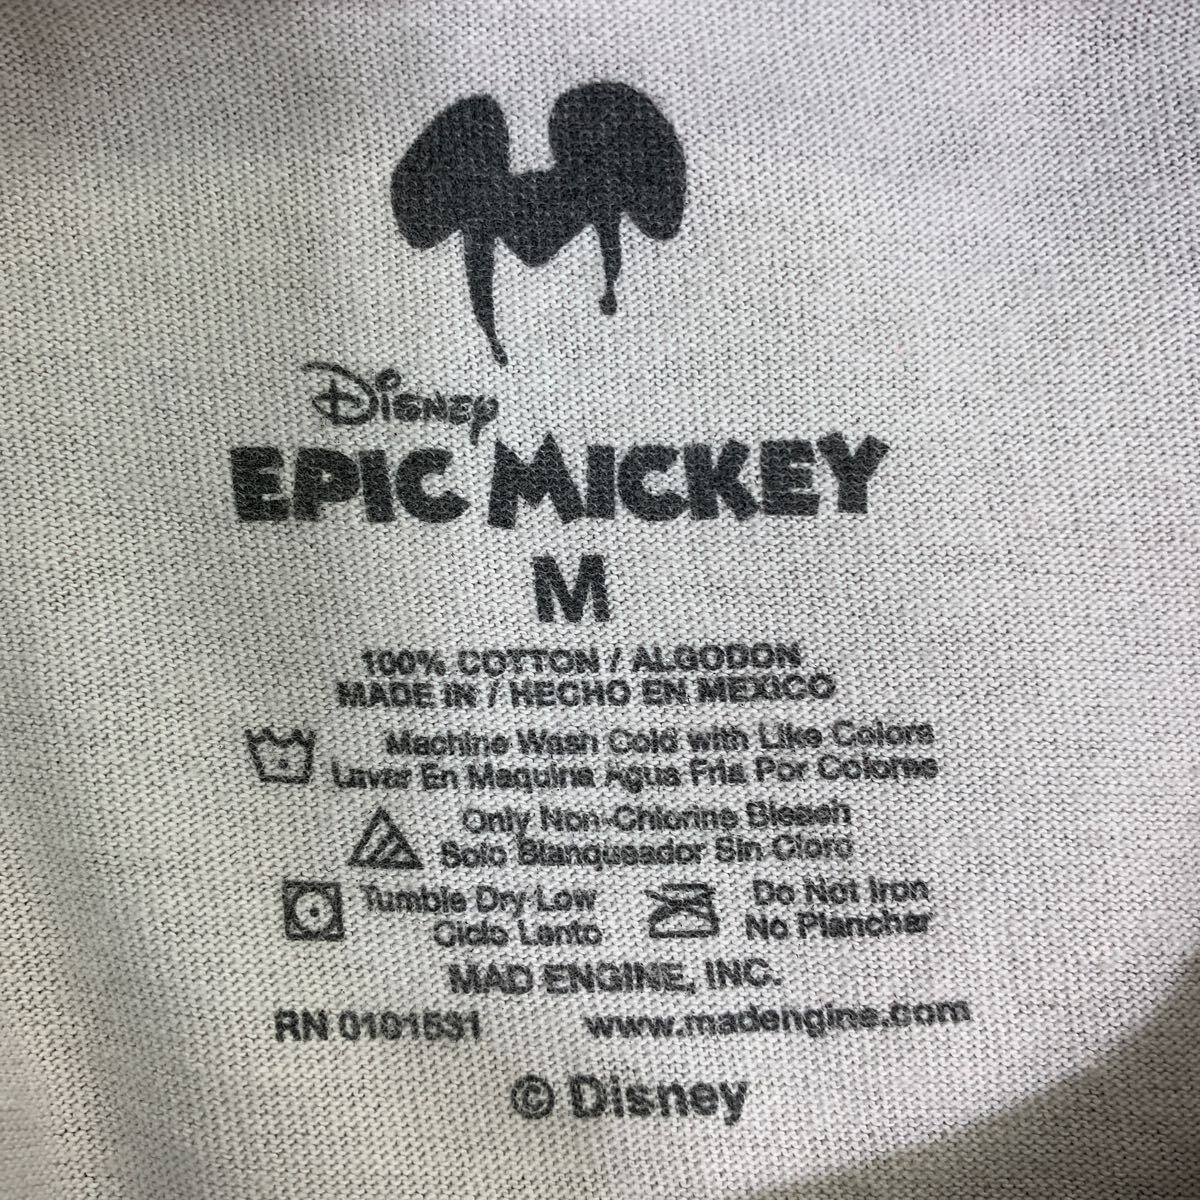 Disney
EPIC MICKEY
M
100% COTTON / ALGODON
MADE IN / HECHO EN MEXICO
Machine Wash Cold with Like Colors
Lavar En Maquina Agua Fria Por Colores
Only Non-Chlorine Bleach
Solo Blanqueador Sin Cloro
Tumble Dry Low
Ciclo Lento
Do Not Iron
No Planchar
MAD ENGINE, INC.
RN 0101531 www.madengine.com
© Disney